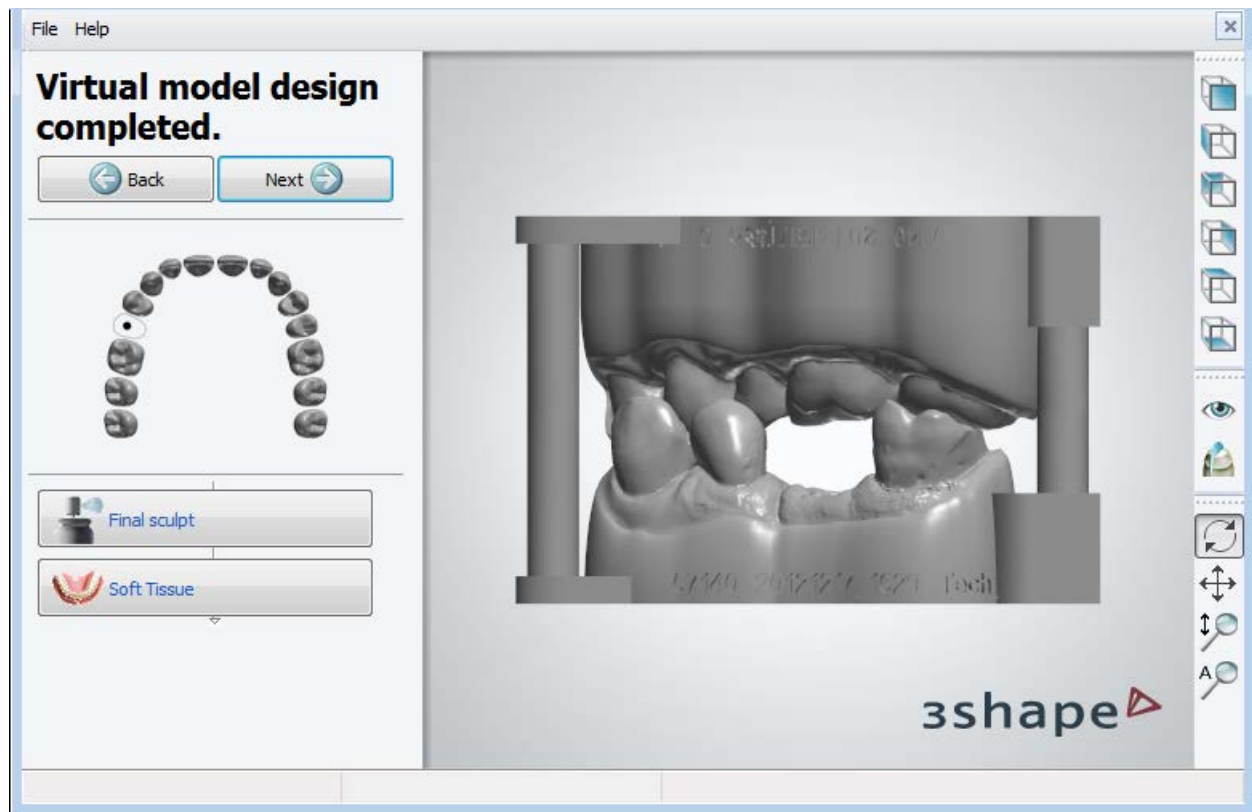 File Help
Virtual model design
completed.
Back Next
Final sculpt
Soft Tissue
A
3shape